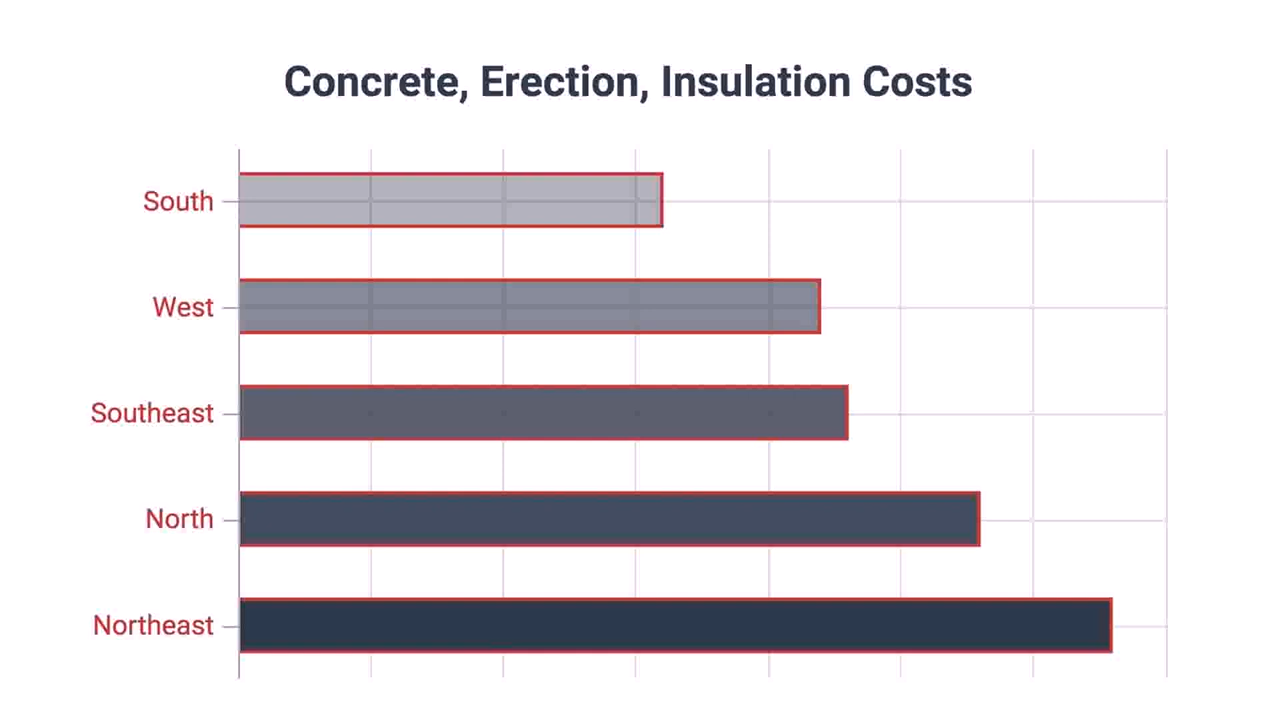 Concrete, Erection, Insulation Costs
South
West
Southeast
North
Northeast